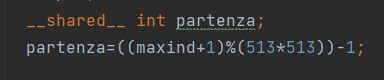 __shared__ int partenza;
partenza=((maxind+1)%(513*513))-1;